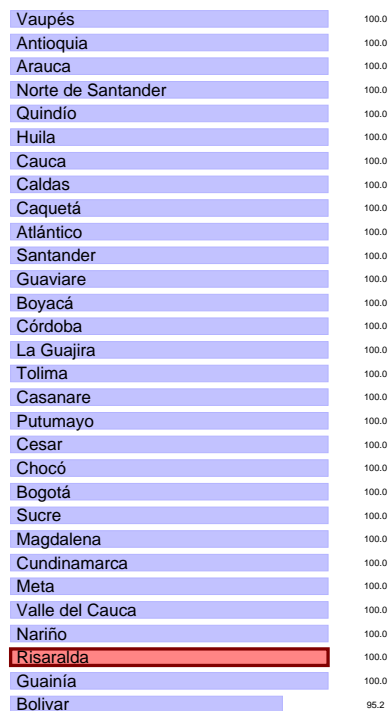 Vaupés 100.0
Antioquia 100.0
Arauca 100.0
Norte de Santander 100.0
Quindío 100.0
Huila 100.0
Cauca 100.0
Caldas 100.0
Caquetá 100.0
Atlántico 100.0
Santander 100.0
Guaviare 100.0
Boyacá 100.0
Córdoba 100.0
La Guajira 100.0
Tolima 100.0
Casanare 100.0
Putumayo 100.0
Cesar 100.0
Chocó 100.0
Bogotá 100.0
Sucre 100.0
Magdalena 100.0
Cundinamarca 100.0
Meta 100.0
Valle del Cauca 100.0
Nariño 100.0
Risaralda 100.0
Guainía 100.0
Bolivar 95.2